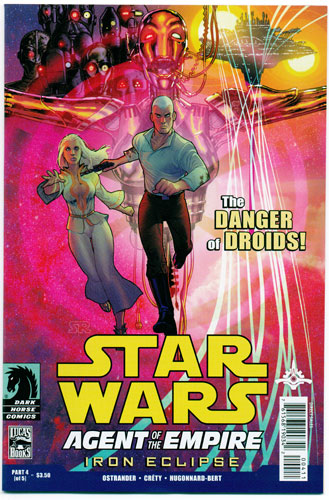 The
DANGER
of DROIDS!
STAR
WARS
AGENT OF THE EMPIRE
IRON ECLIPSE
DARK
HORSE
COMICS
LUCAS
BOOKS
PART 4
(of 5)
$3.50
OSTRANDER • CRÉTY • HUGONNARD-BERT